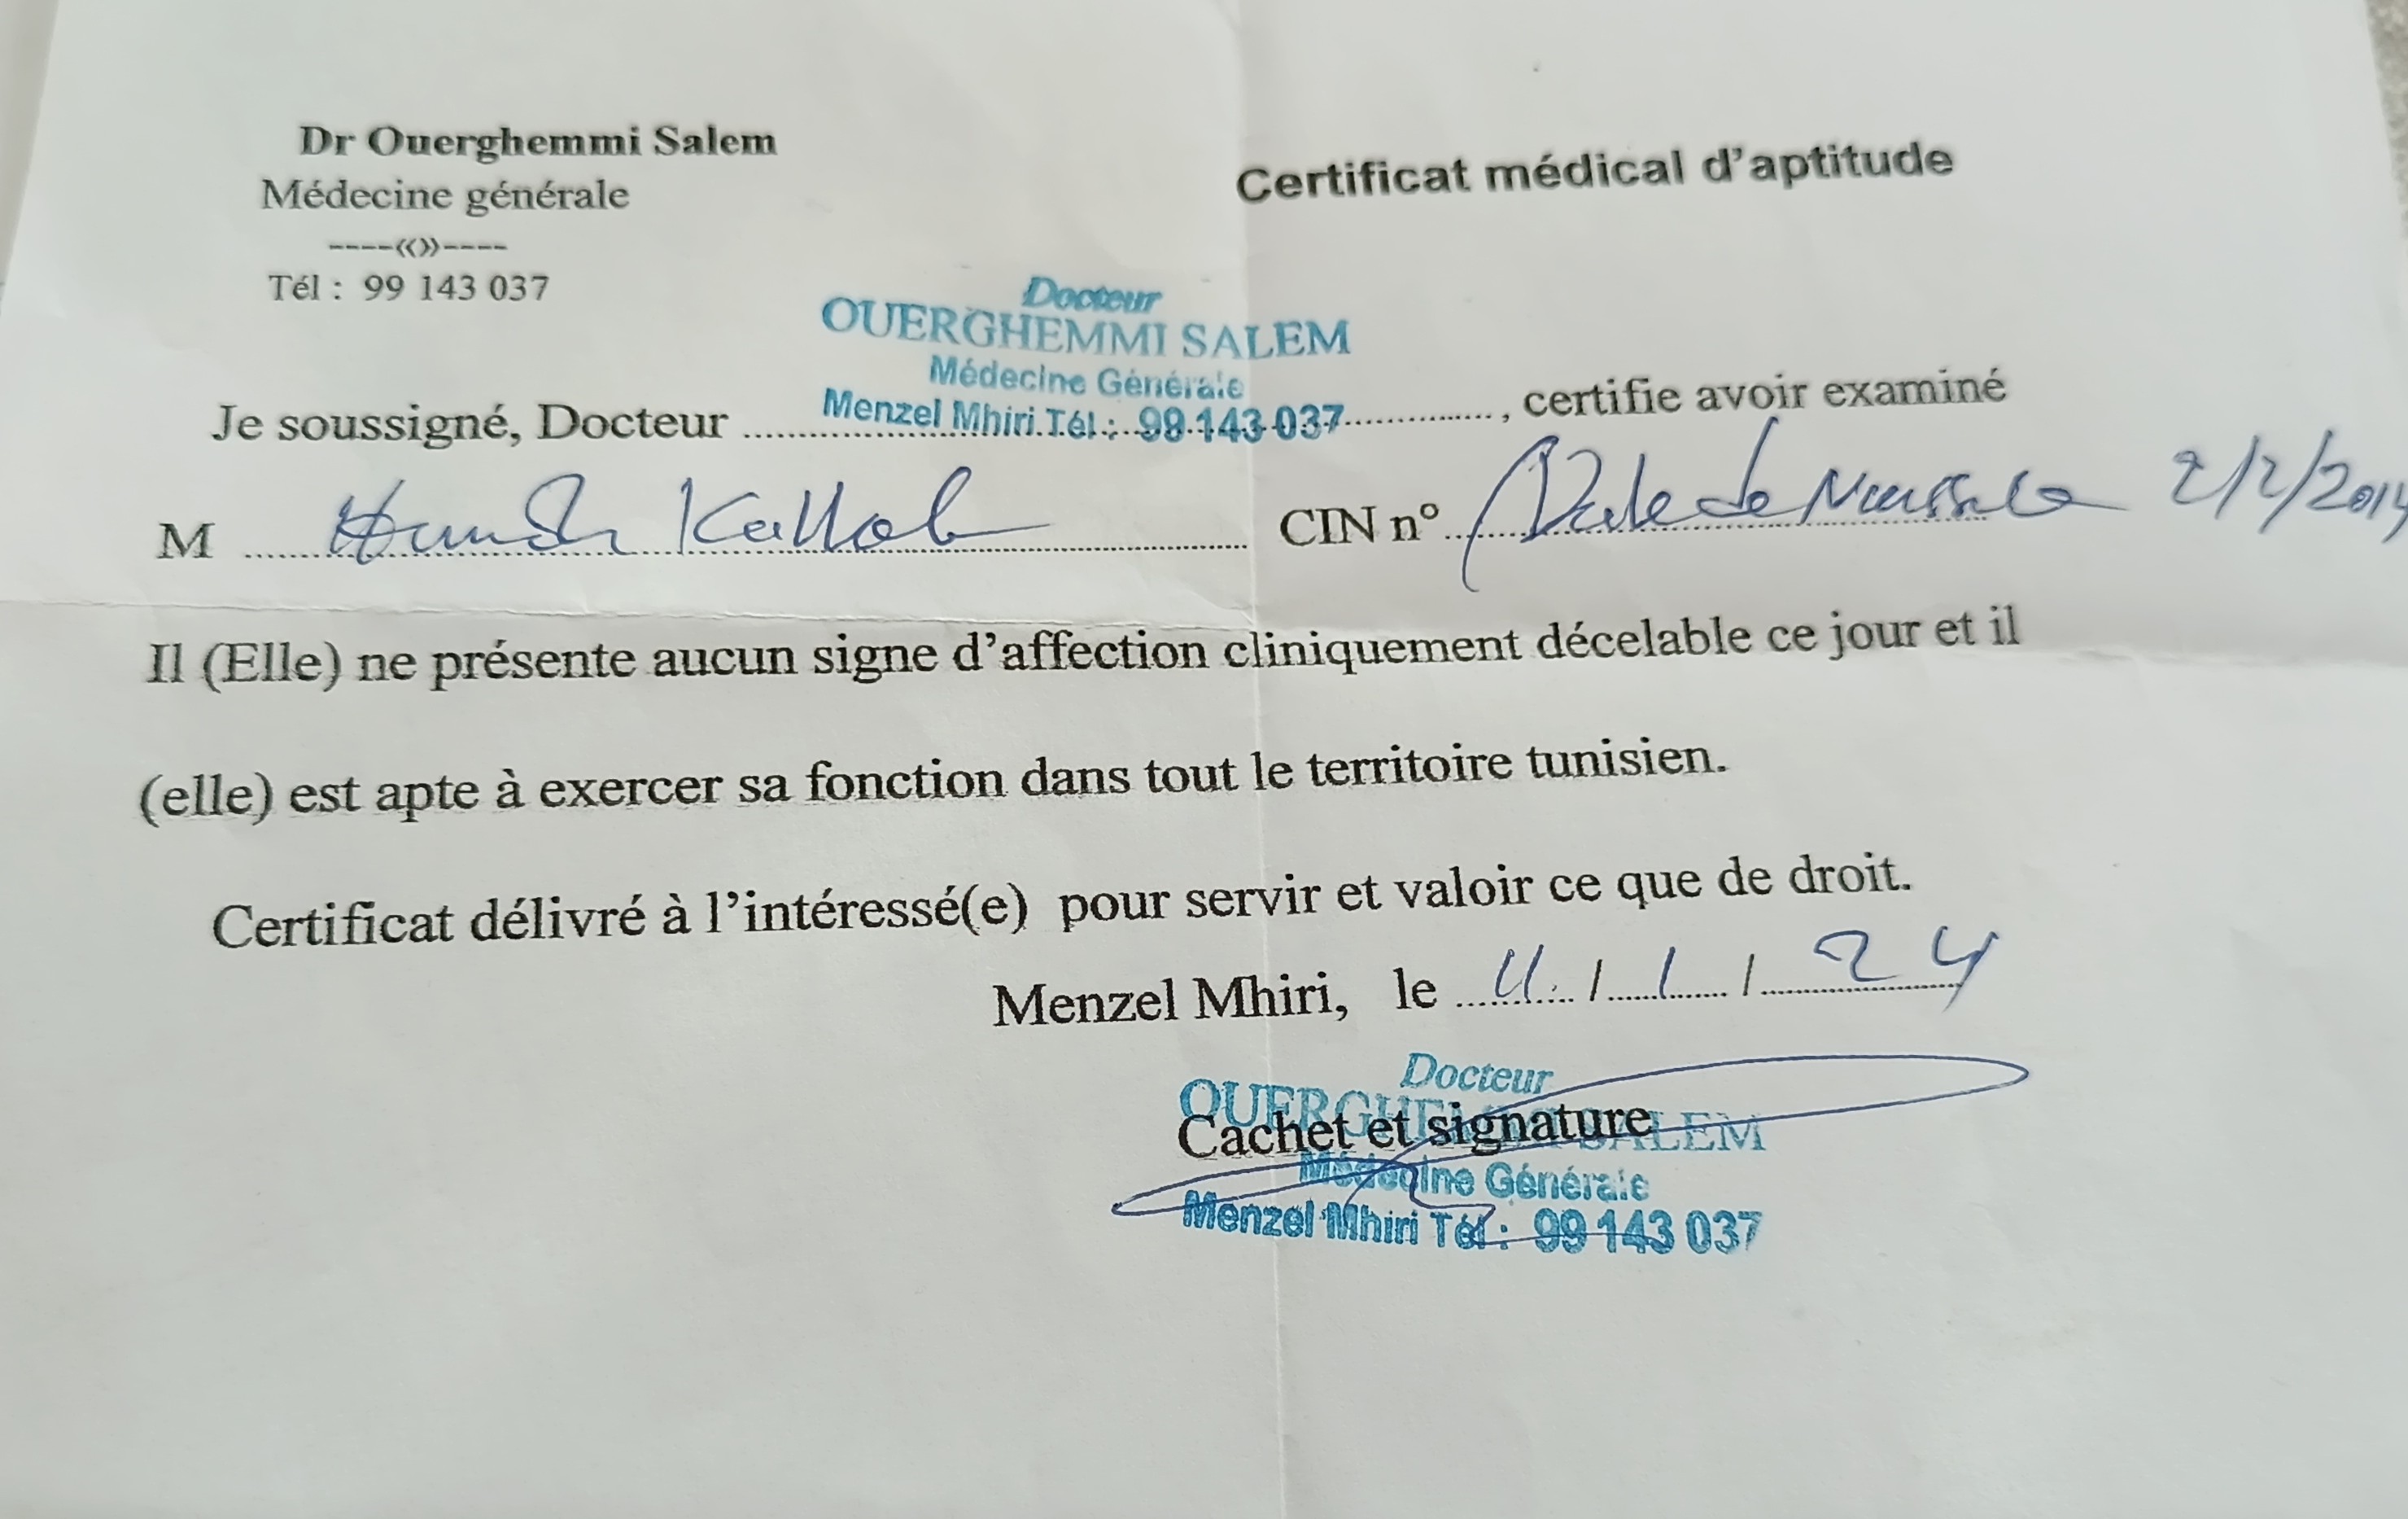 Dr Ouerghemmi Salem
Médecine générale
----«»----
Tél : 99 143 037
Certificat médical d'aptitude
Docteur
OUERGHEMMI SALEM
Médecine Générale
Menzel Mhiri Tél : 99 143 037
Je soussigné, Docteur , certifie avoir examiné
M CIN n° Date de 2/2/2014
Il (Elle) ne présente aucun signe d'affection cliniquement décelable ce jour et il
(elle) est apte à exercer sa fonction dans tout le territoire tunisien.
Certificat délivré à l'intéressé(e) pour servir et valoir ce que de droit.
Menzel Mhiri, le / 1 / 24
Docteur
OUERGHEMMI SALEM
Cachet et signature
Médecine Générale
Menzel Mhiri Tél : 99 143 037